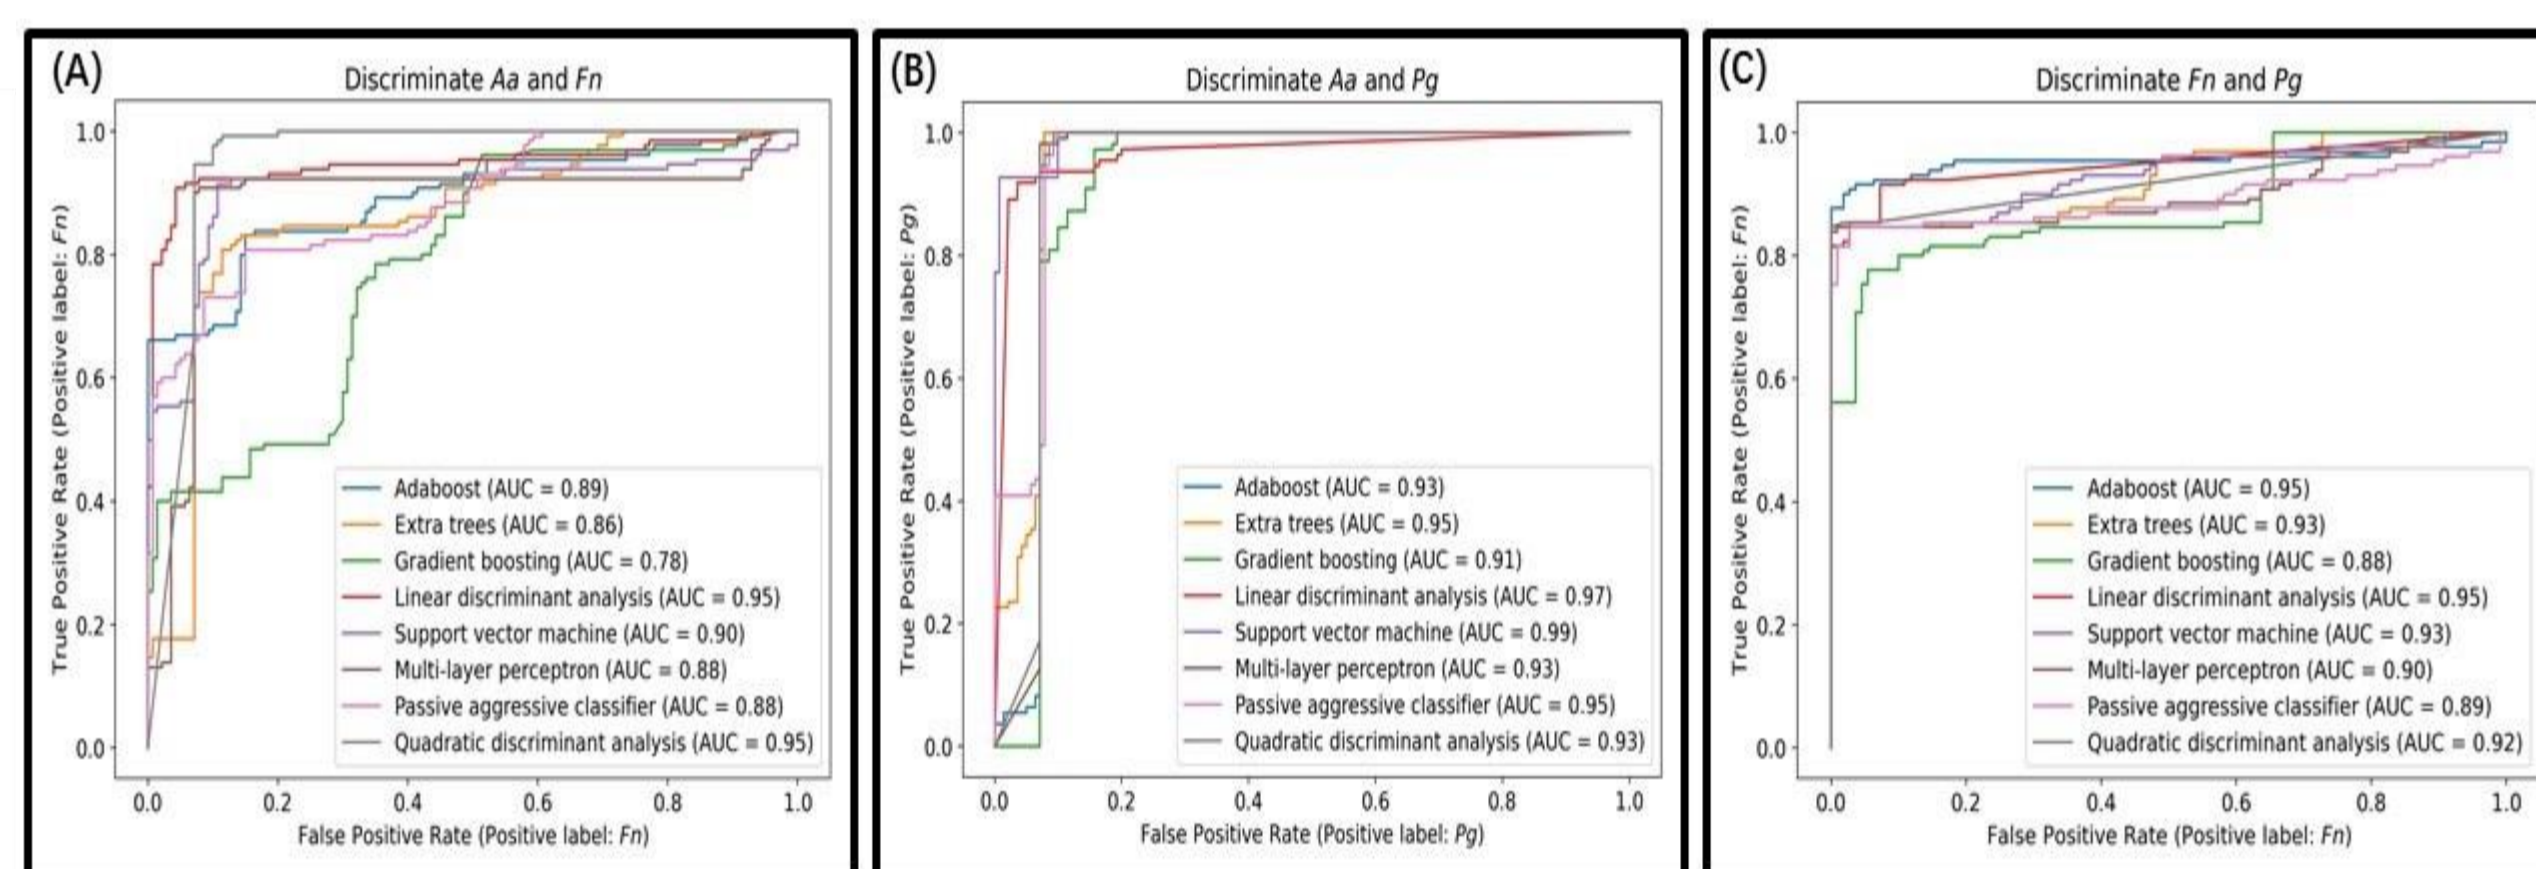 (A)
Discriminate Aa and Fn
True Positive Rate (Positive label: Fn)
1.0
0.8
0.6
0.4
0.2
0.0
Adaboost (AUC = 0.89)
Extra trees (AUC = 0.86)
Gradient boosting (AUC = 0.78)
Linear discriminant analysis (AUC = 0.95)
Support vector machine (AUC = 0.90)
Multi-layer perceptron (AUC = 0.88)
Passive aggressive classifier (AUC = 0.88)
Quadratic discriminant analysis (AUC = 0.95)
0.0 0.2 0.4 0.6 0.8 1.0
False Positive Rate (Positive label: Fn)
(B)
Discriminate Aa and Pg
True Positive Rate (Positive label: Pg)
1.0
0.8
0.6
0.4
0.2
0.0
Adaboost (AUC = 0.93)
Extra trees (AUC = 0.95)
Gradient boosting (AUC = 0.91)
Linear discriminant analysis (AUC = 0.97)
Support vector machine (AUC = 0.99)
Multi-layer perceptron (AUC = 0.93)
Passive aggressive classifier (AUC = 0.95)
Quadratic discriminant analysis (AUC = 0.93)
0.0 0.2 0.4 0.6 0.8 1.0
False Positive Rate (Positive label: Pg)
(C)
Discriminate Fn and Pg
True Positive Rate (Positive label: Fn)
1.0
0.8
0.6
0.4
0.2
0.0
Adaboost (AUC = 0.95)
Extra trees (AUC = 0.93)
Gradient boosting (AUC = 0.88)
Linear discriminant analysis (AUC = 0.95)
Support vector machine (AUC = 0.93)
Multi-layer perceptron (AUC = 0.90)
Passive aggressive classifier (AUC = 0.89)
Quadratic discriminant analysis (AUC = 0.92)
0.0 0.2 0.4 0.6 0.8 1.0
False Positive Rate (Positive label: Fn)